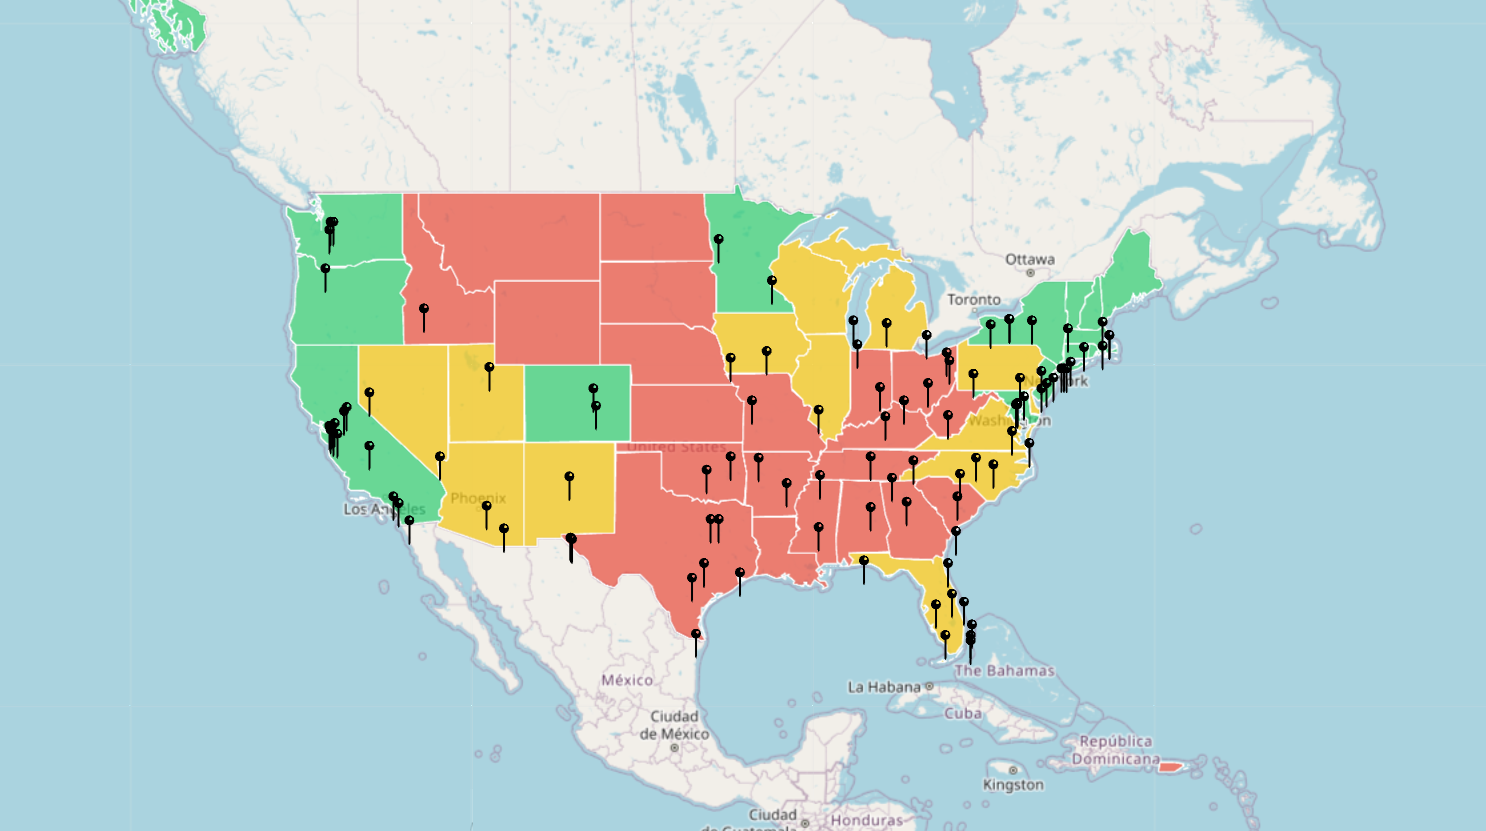 Ottawa
Toronto
New York
Washington
United States
Phoenix
Los Angeles
The Bahamas
México
La Habana
Cuba
Ciudad
de México
República
Dominicana
Kingston
Ciudad
de Guatemala
Honduras